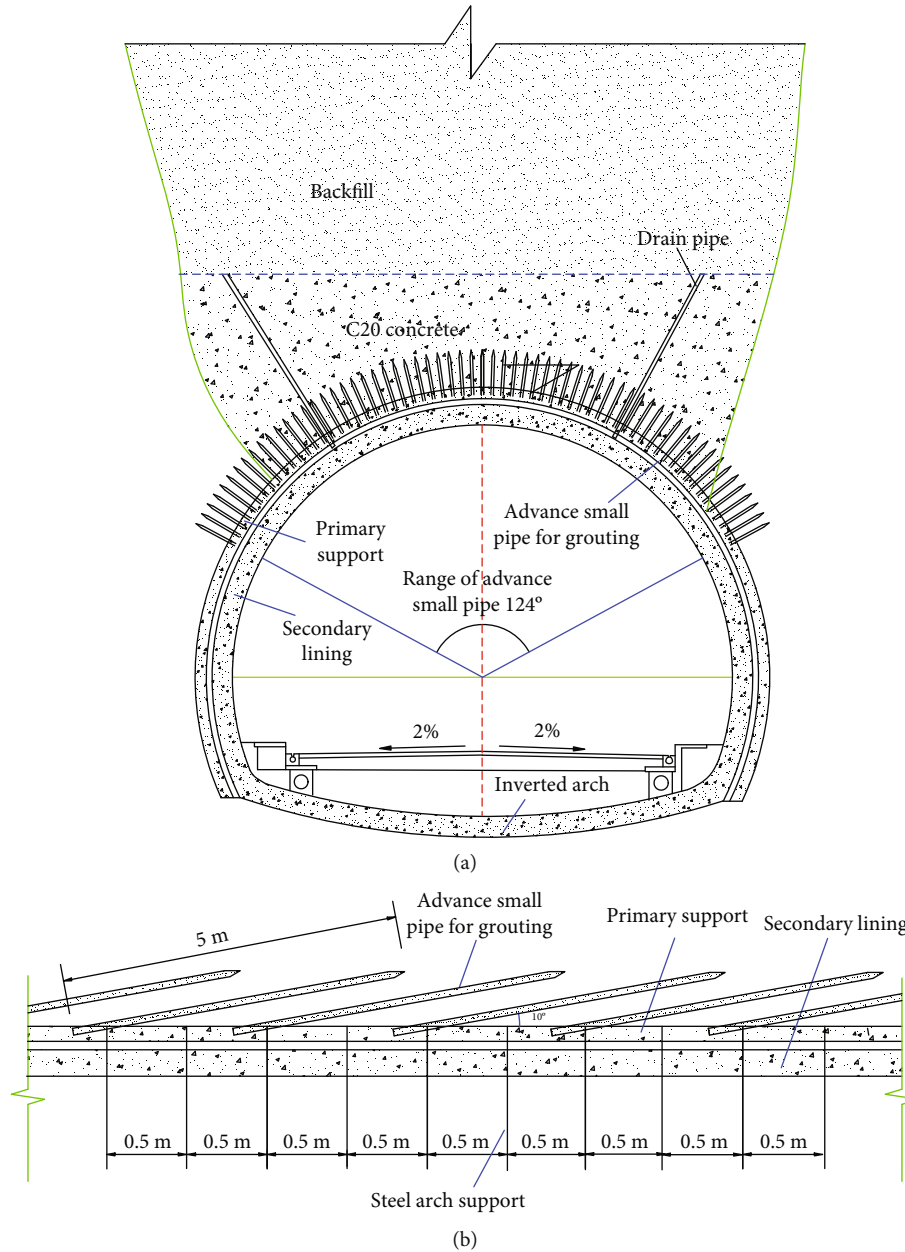 Backfill
Drain pipe
C20 concrete
Primary
support
Advance small
pipe for grouting
Range of advance
small pipe 124°
Secondary
lining
2%
2%
Inverted arch
(a)
Advance small
pipe for grouting
Primary support
Secondary lining
5 m
10°
0.5 m
0.5 m
0.5 m
0.5 m
0.5 m
0.5 m
0.5 m
0.5 m
0.5 m
Steel arch support
(b)